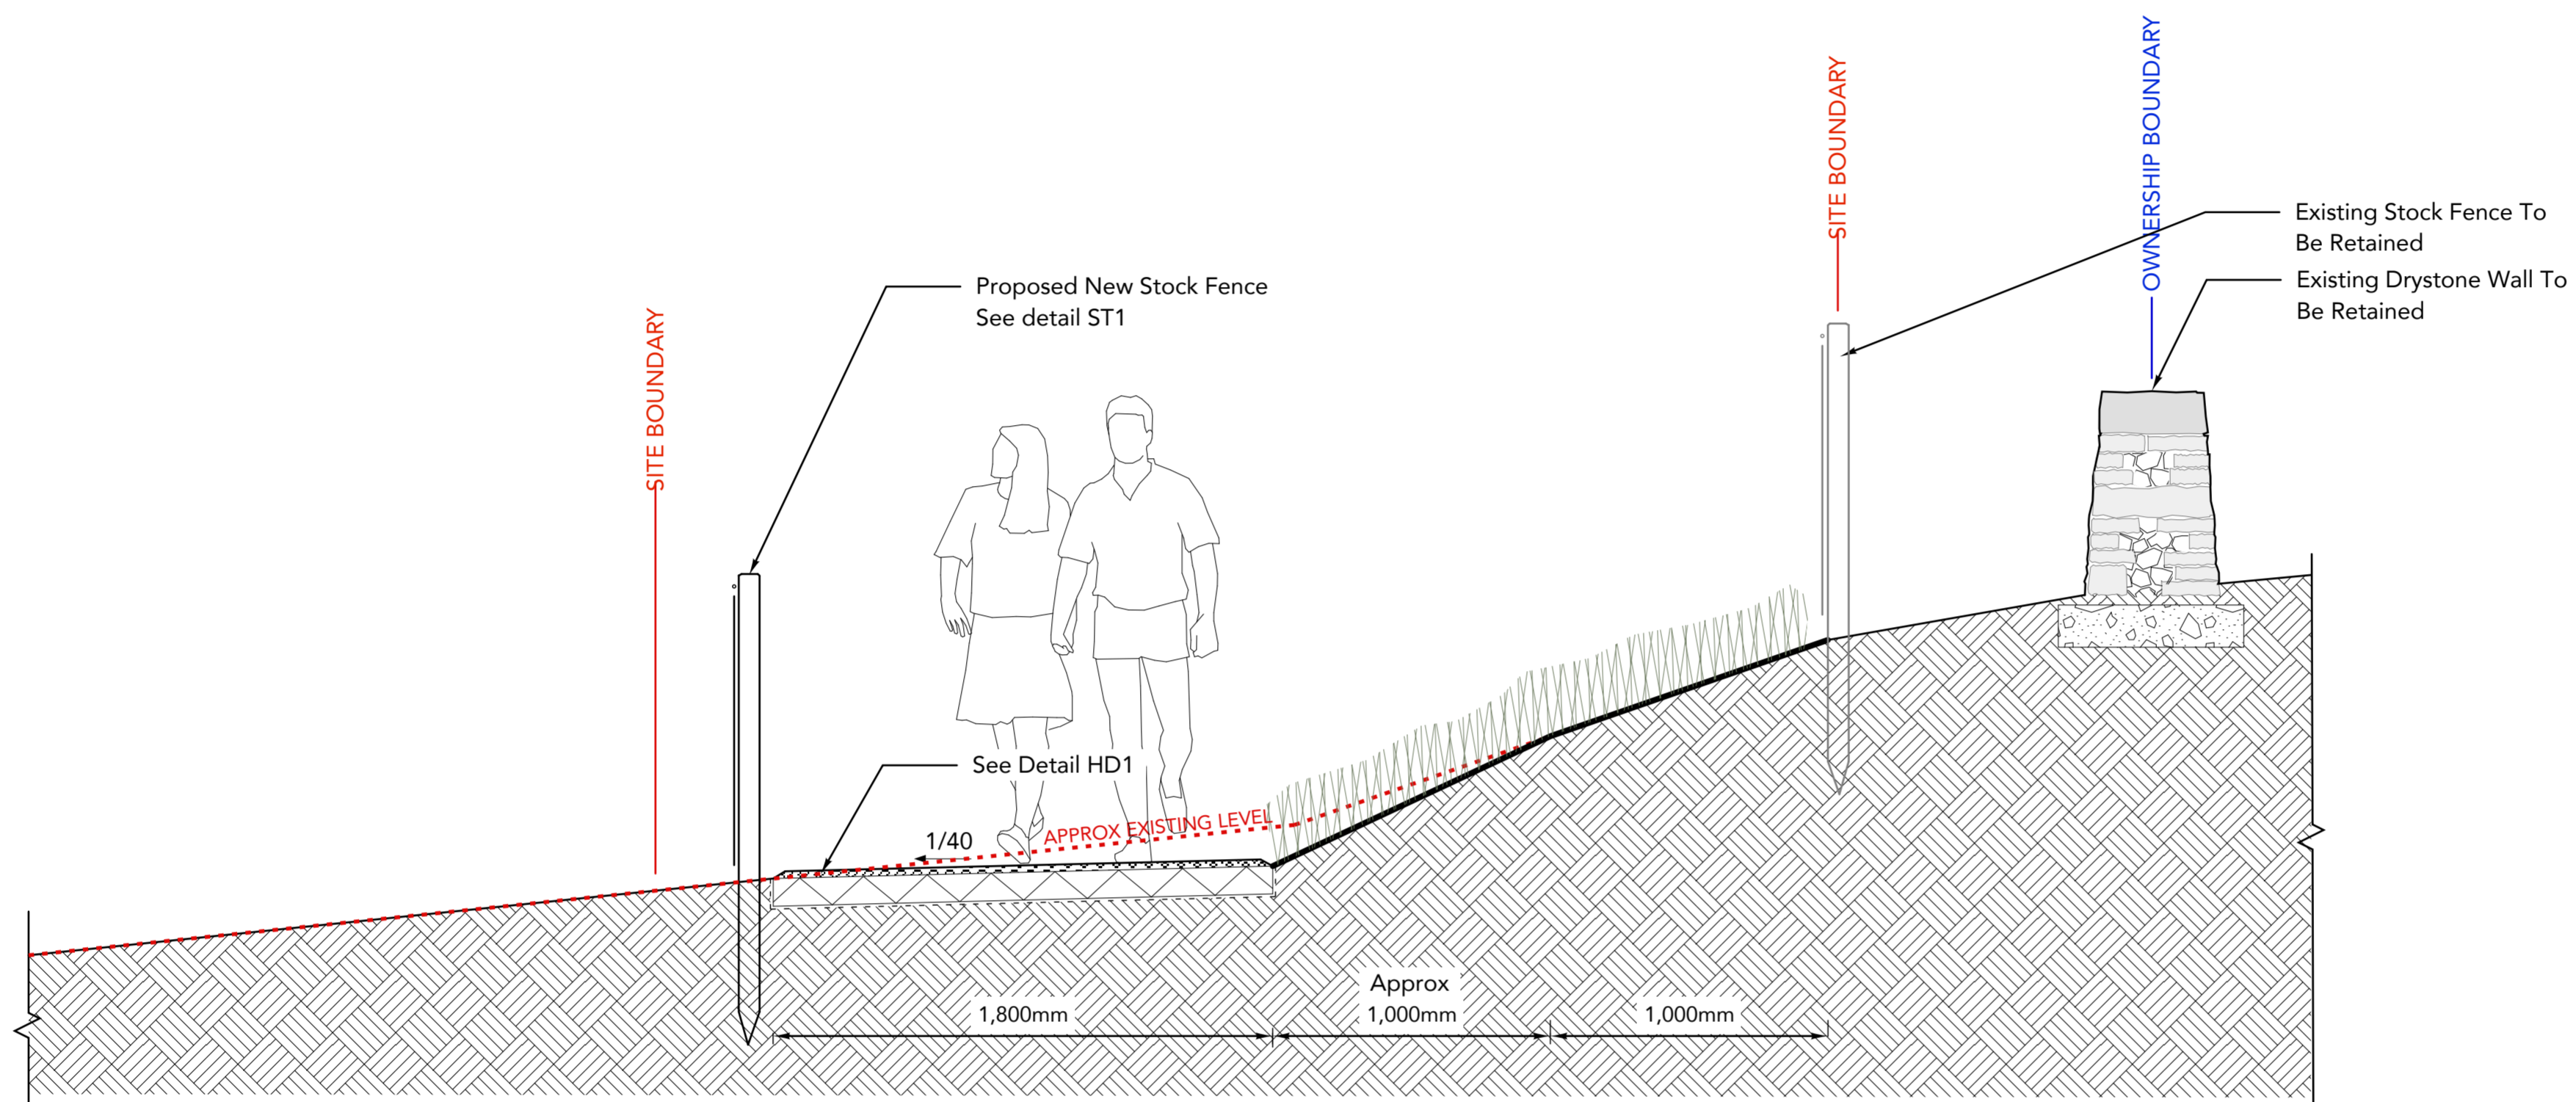 OWNERSHIP BOUNDARY
SITE BOUNDARY
Existing Stock Fence To
Be Retained
Existing Drystone Wall To
Be Retained
Proposed New Stock Fence
See detail ST1
SITE BOUNDARY
See Detail HD1
APPROX EXISTING LEVEL
1/40
1,800mm
Approx
1,000mm
1,000mm